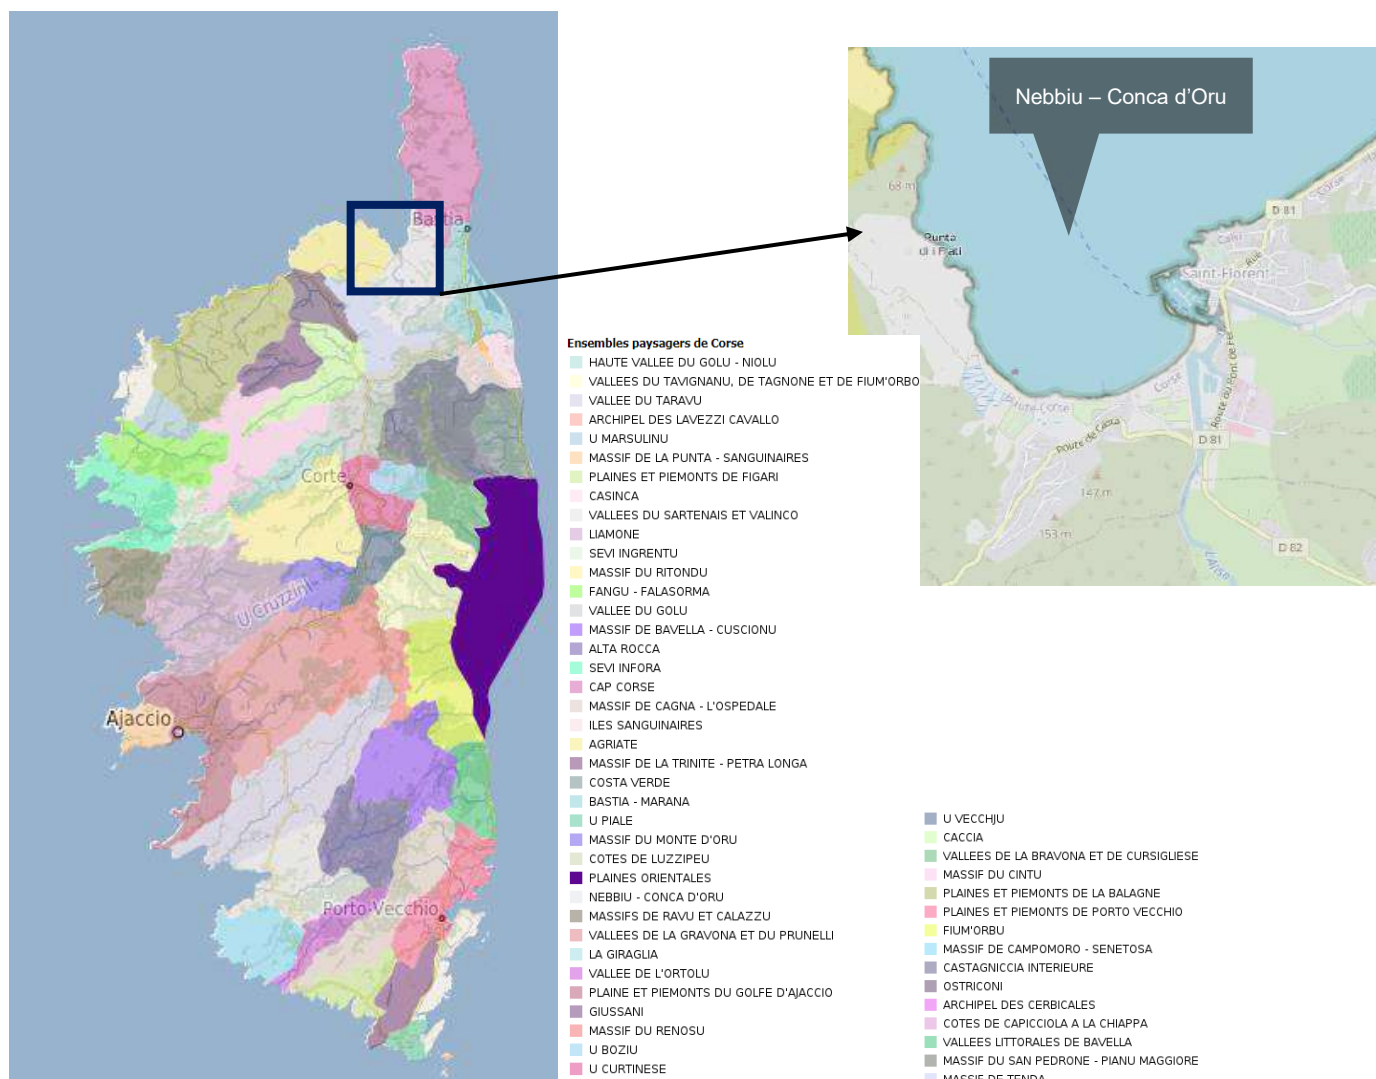 Bastia
Corte
U Cruzzini
Ajaccio
Porto-Vecchio
Nebbiu – Conca d'Oru
68 m
Punta
di i Frati
D 81
Corse
Saint-Florent
Rue
Corse
Haute-Corse
Route de Casta
D 81
147 m
153 m
D 82
L'Aliso
Ensembles paysagers de Corse
HAUTE VALLEE DU GOLU - NIOLU
VALLEES DU TAVIGNANU, DE TAGNONE ET DE FIUM'ORBO
VALLEE DU TARAVU
ARCHIPEL DES LAVEZZI CAVALLO
U MARSULINU
MASSIF DE LA PUNTA - SANGUINAIRES
PLAINES ET PIEMONTS DE FIGARI
CASINCA
VALLEES DU SARTENAIS ET VALINCO
LIAMONE
SEVI INGRENTU
MASSIF DU RITONDU
FANGU - FALASORMA
VALLEE DU GOLU
MASSIF DE BAVELLA - CUSCIONU
ALTA ROCCA
SEVI INFORA
CAP CORSE
MASSIF DE CAGNA - L'OSPEDALE
ILES SANGUINAIRES
AGRIATE
MASSIF DE LA TRINITE - PETRA LONGA
COSTA VERDE
BASTIA - MARANA
U PIALE
MASSIF DU MONTE D'ORU
COTES DE LUZZIPEU
PLAINES ORIENTALES
NEBBIU - CONCA D'ORU
MASSIFS DE RAVU ET CALAZZU
VALLEES DE LA GRAVONA ET DU PRUNELLI
LA GIRAGLIA
VALLEE DE L'ORTOLU
PLAINE ET PIEMONTS DU GOLFE D'AJACCIO
GIUSSANI
MASSIF DU RENOSU
U BOZIU
U CURTINESE
U VECCHJU
CACCIA
VALLEES DE LA BRAVONA ET DE CURSIGLIESE
MASSIF DU CINTU
PLAINES ET PIEMONTS DE LA BALAGNE
PLAINES ET PIEMONTS DE PORTO VECCHIO
FIUM'ORBU
MASSIF DE CAMPOMORO - SENETOSA
CASTAGNICCIA INTERIEURE
OSTRICONI
ARCHIPEL DES CERBICALES
COTES DE CAPICCIOLA A LA CHIAPPA
VALLEES LITTORALES DE BAVELLA
MASSIF DU SAN PEDRONE - PIANU MAGGIORE
MASSIF DE TENDA